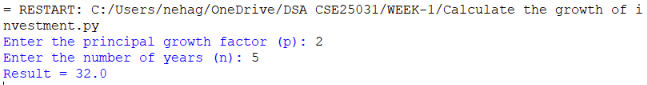 = RESTART: C:/Users/nehag/OneDrive/DSA CSE25031/WEEK-1/Calculate the growth of i
nvestment.py
Enter the principal growth factor (p): 2
Enter the number of years (n): 5
Result = 32.0